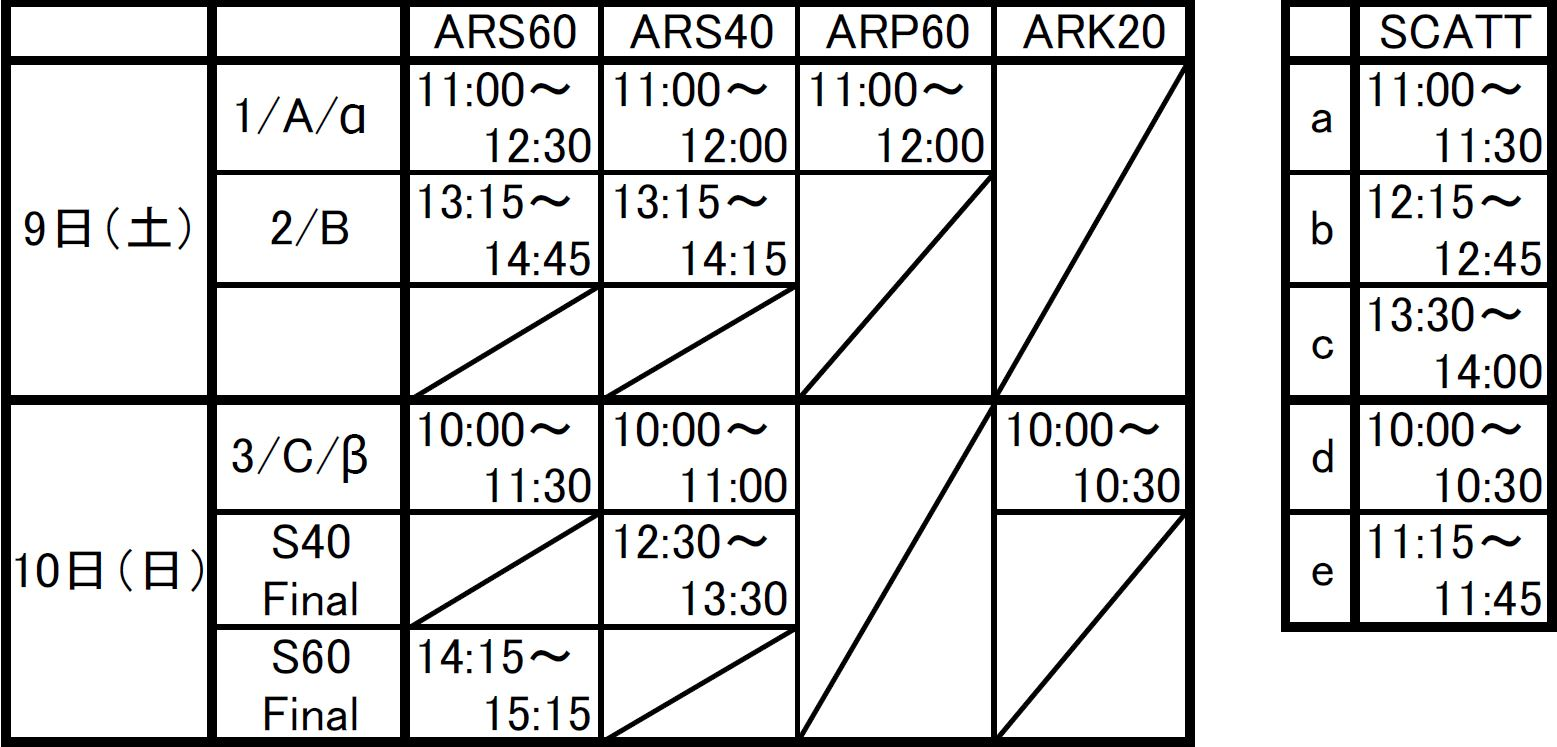 ARS60 ARS40 ARP60 ARK20
9日(土)
1/A/α
11:00~
12:30
11:00~
12:00
11:00~
12:00
2/B
13:15~
14:45
13:15~
14:15
10日(日)
3/C/β
10:00~
11:30
10:00~
11:00
10:00~
10:30
S40
Final
12:30~
13:30
S60
Final
14:15~
15:15
SCATT
a
11:00~
11:30
b
12:15~
12:45
c
13:30~
14:00
d
10:00~
10:30
e
11:15~
11:45